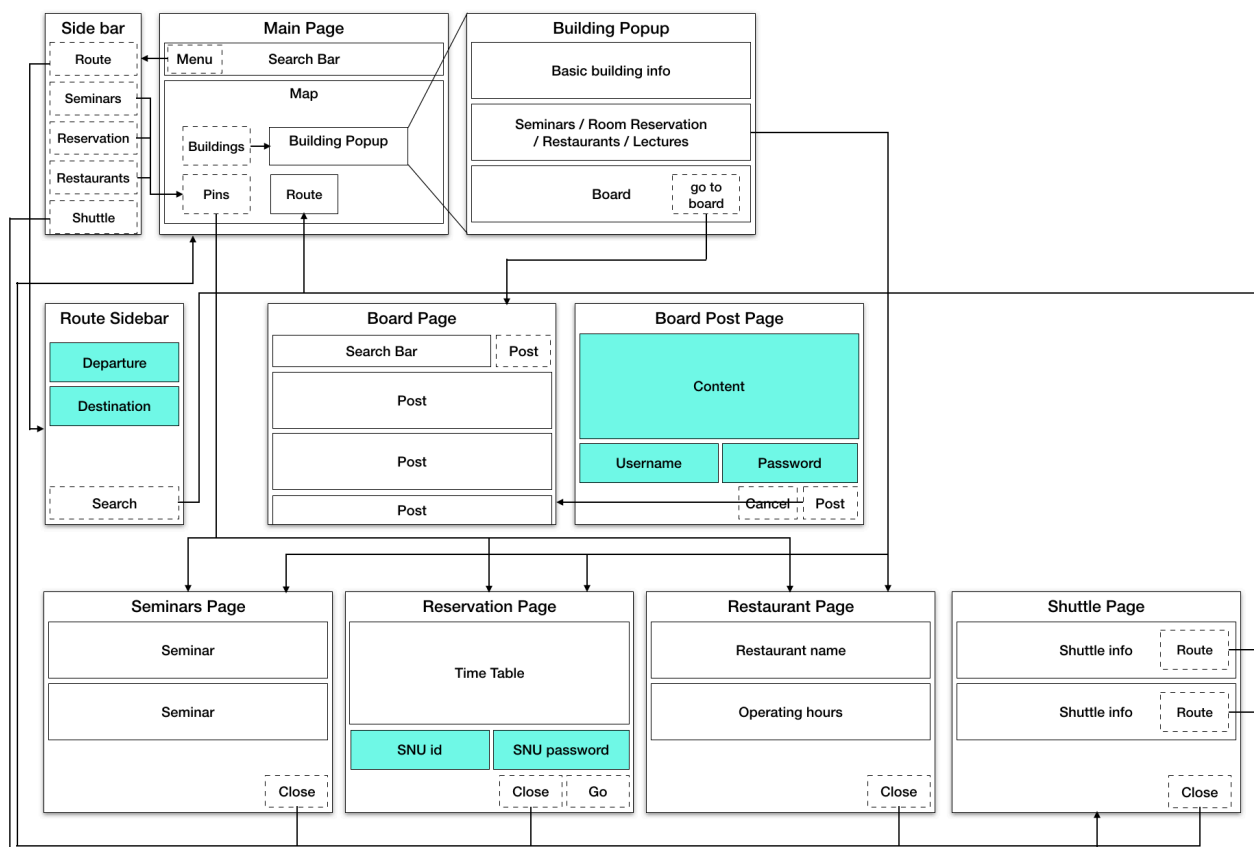 Side bar
Route
Seminars
Reservation
Restaurants
Shuttle
Main Page
Menu
Search Bar
Map
Buildings
Building Popup
Pins
Route
Building Popup
Basic building info
Seminars / Room Reservation
/ Restaurants / Lectures
Board
go to
board
Route Sidebar
Departure
Destination
Search
Board Page
Search Bar
Post
Post
Post
Post
Board Post Page
Content
Username
Password
Cancel
Post
Seminars Page
Seminar
Seminar
Close
Reservation Page
Time Table
SNU id
SNU password
Close
Go
Restaurant Page
Restaurant name
Operating hours
Close
Shuttle Page
Shuttle info
Route
Shuttle info
Route
Close